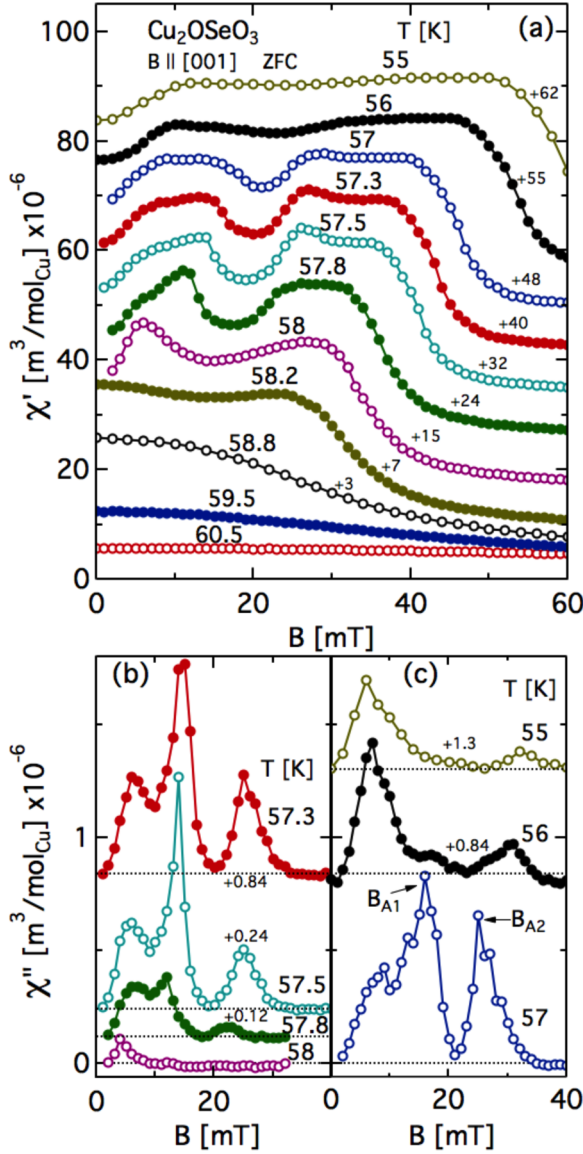 Cu₂OSeO₃ T [K] (a)
B || [001] ZFC
100
80
60
40
20
0
χ' [m³/mol_Cu] x10⁻⁶
55
+62
56
+55
57
+48
57.3
+40
57.5
+32
57.8
+24
58
+15
58.2
+7
58.8
+3
59.5
60.5
0 20 40 60
B [mT]
(b)
T [K]
57.3
+0.84
57.5
+0.24
57.8
+0.12
58
1
0
χ'' [m³/mol_Cu] x10⁻⁶
0 20
B [mT]
(c)
T [K]
55
+1.3
56
+0.84
B_A1
B_A2
57
0 20 40
B [mT]